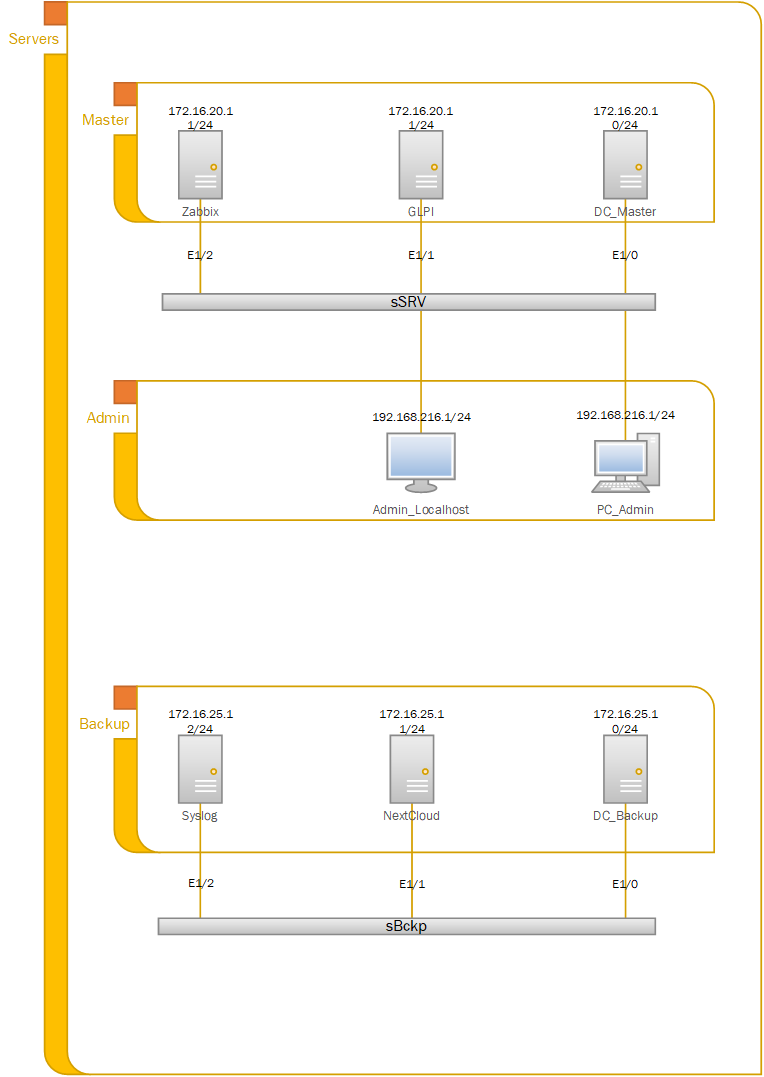 Servers
Master
172.16.20.1
1/24
172.16.20.1
1/24
172.16.20.1
0/24
Zabbix
GLPI
DC_Master
E1/2
E1/1
E1/0
sSRV
Admin
192.168.216.1/24
192.168.216.1/24
Admin_Localhost
PC_Admin
Backup
172.16.25.1
2/24
172.16.25.1
1/24
172.16.25.1
0/24
Syslog
NextCloud
DC_Backup
E1/2
E1/1
E1/0
sBckp